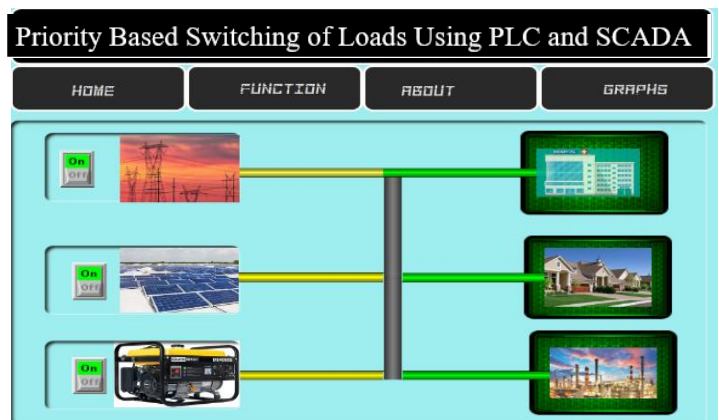 Priority Based Switching of Loads Using PLC and SCADA
HOME FUNCTION ABOUT GRAPHS
On
Off
On
Off
On
Off